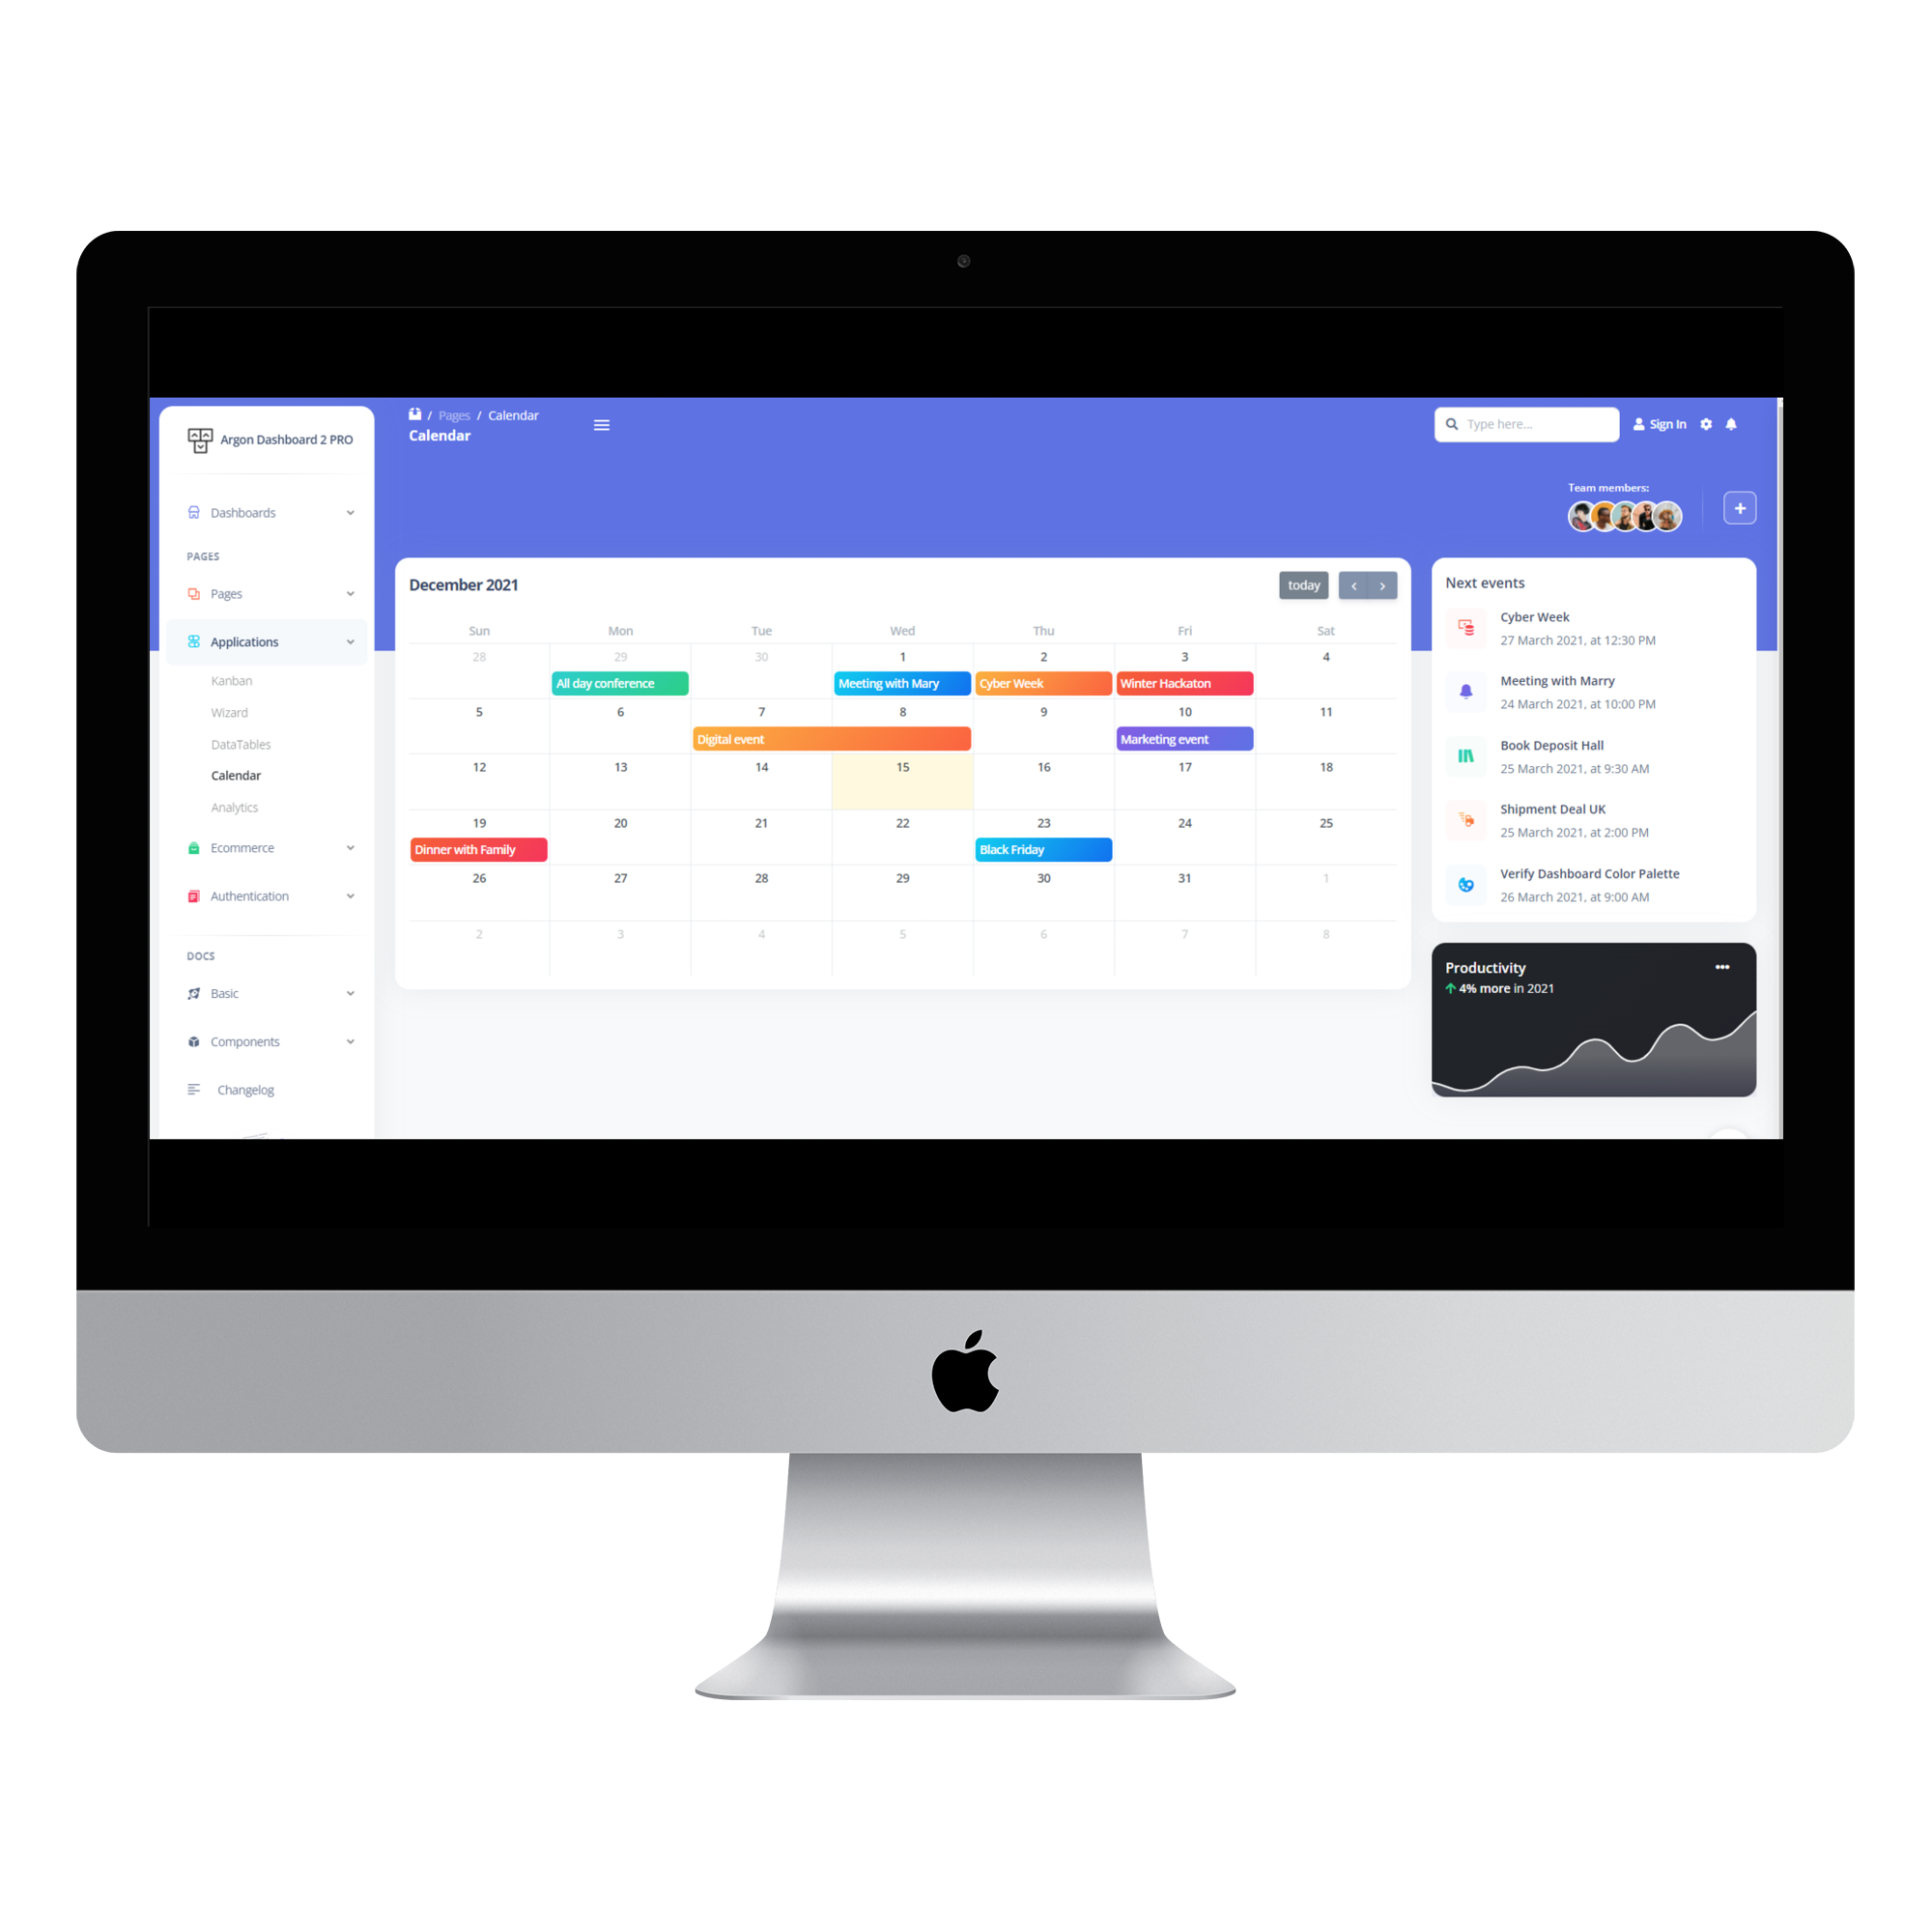 Argon Dashboard 2 PRO
Dashboards
PAGES
Pages
Applications
Kanban
Wizard
DataTables
Calendar
Analytics
Ecommerce
Authentication
DOCS
Basic
Components
Changelog
/ Pages / Calendar
Calendar
Type here...
Sign In
Team members:
+
December 2021
today < >
Sun Mon Tue Wed Thu Fri Sat
28 29 30 1 2 3 4
All day conference Meeting with Mary Cyber Week Winter Hackaton
5 6 7 8 9 10 11
Digital event Marketing event
12 13 14 15 16 17 18
19 20 21 22 23 24 25
Dinner with Family Black Friday
26 27 28 29 30 31 1
2 3 4 5 6 7 8
Next events
Cyber Week
27 March 2021, at 12:30 PM
Meeting with Marry
24 March 2021, at 10:00 PM
Book Deposit Hall
25 March 2021, at 9:30 AM
Shipment Deal UK
25 March 2021, at 2:00 PM
Verify Dashboard Color Palette
26 March 2021, at 9:00 AM
Productivity
4% more in 2021